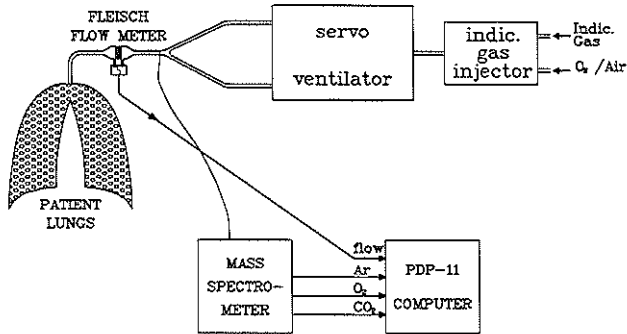 FLEISCH
FLOW METER
servo
ventilator
indic.
gas
injector
Indic.
Gas
O₂ /Air
PATIENT
LUNGS
MASS
SPECTRO-
METER
flow
Ar
O₂
CO₂
PDP-11
COMPUTER